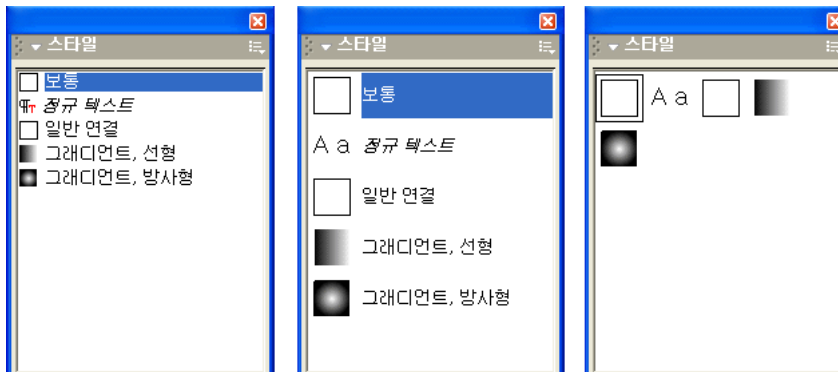 스타일
보통
정규 텍스트
일반 연결
그래디언트, 선형
그래디언트, 방사형
스타일
보통
A a 정규 텍스트
일반 연결
그래디언트, 선형
그래디언트, 방사형
스타일
A a